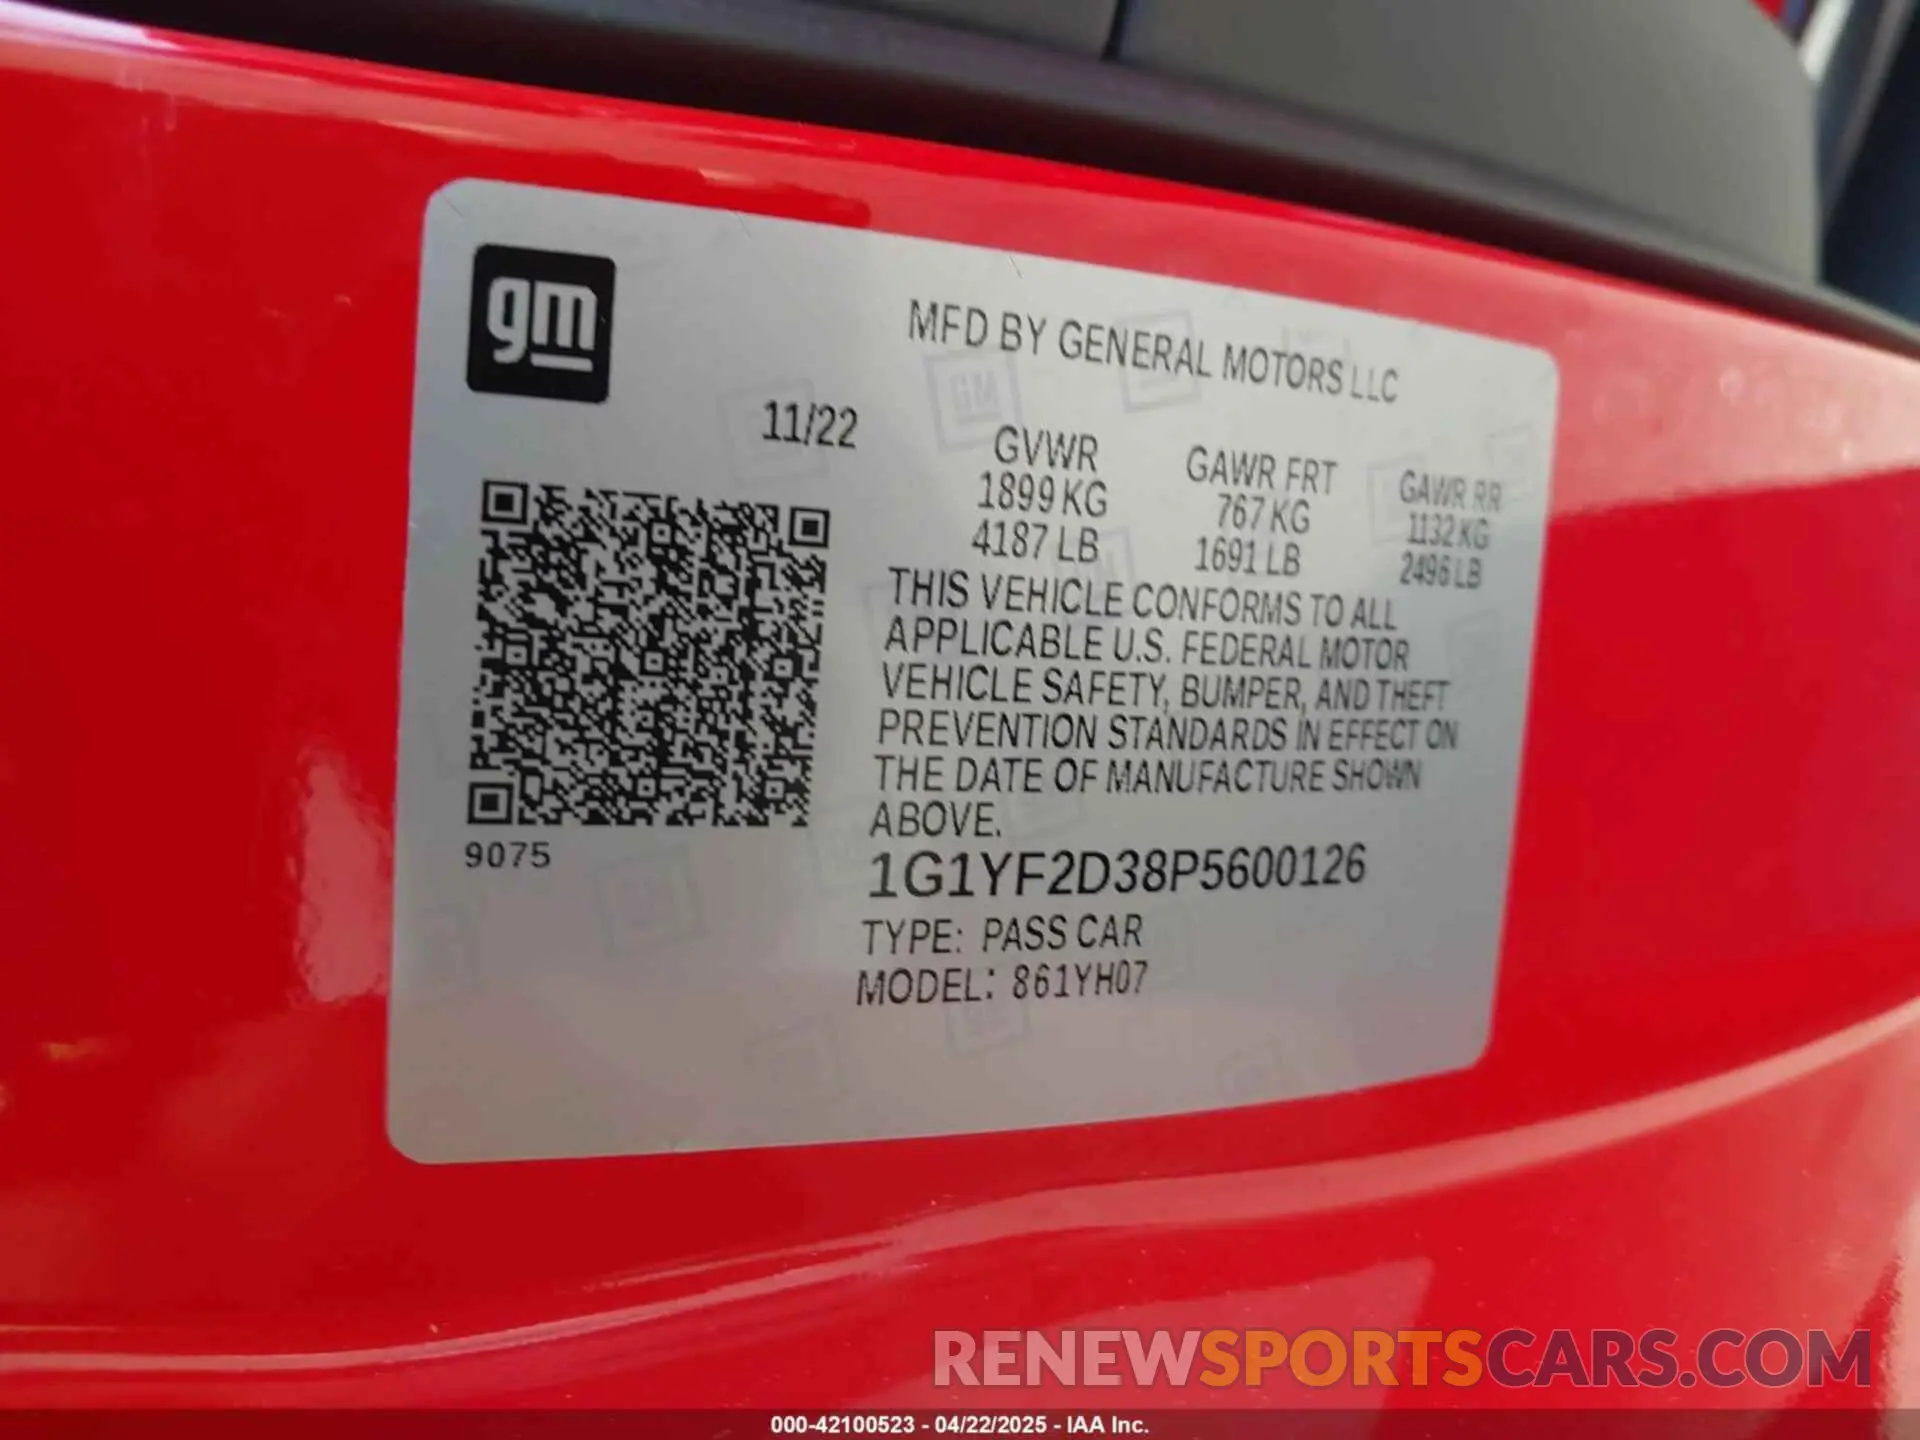 gm
MFD BY GENERAL MOTORS LLC
11/22
GVWR GAWR FRT GAWR RR
1899 KG 767 KG 1132 KG
4187 LB 1691 LB 2496 LB
THIS VEHICLE CONFORMS TO ALL
APPLICABLE U.S. FEDERAL MOTOR
VEHICLE SAFETY, BUMPER, AND THEFT
PREVENTION STANDARDS IN EFFECT ON
THE DATE OF MANUFACTURE SHOWN
ABOVE.
9075
1G1YF2D38P5600126
TYPE: PASS CAR
MODEL: 861YH07
RENEWSPORTSCARS.COM
000-42100523 - 04/22/2025 - IAA Inc.